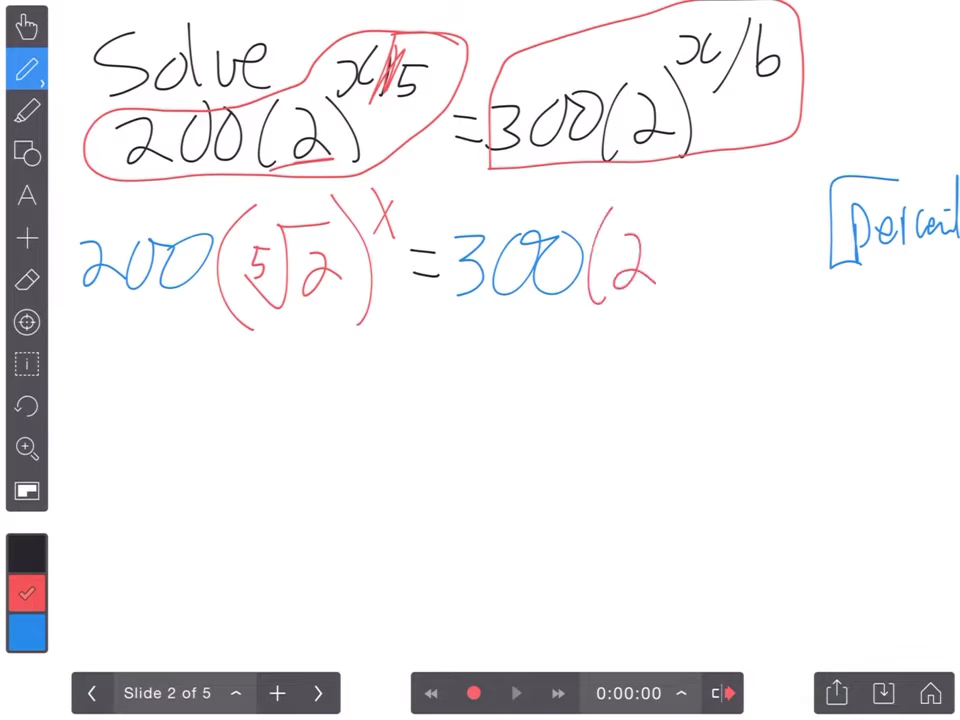 Solve
200(2)^x/5 = 300(2)^x/6
200(⁵√2)^x = 300(2
A
Slide 2 of 5
0:00:00